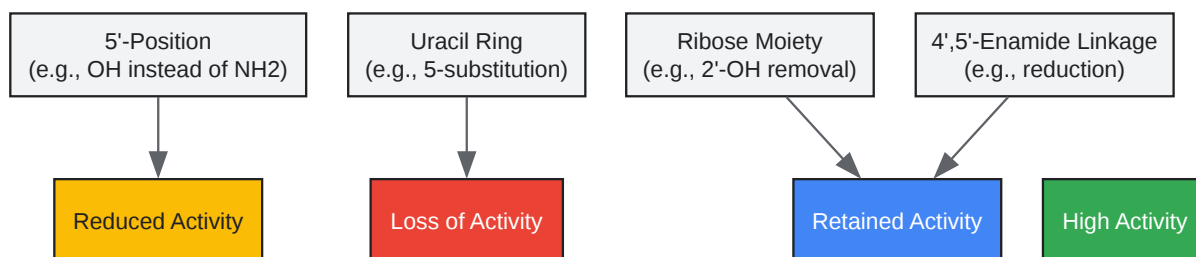 5'-Position
(e.g., OH instead of NH2)
Uracil Ring
(e.g., 5-substitution)
Ribose Moiety
(e.g., 2'-OH removal)
4',5'-Enamide Linkage
(e.g., reduction)
Reduced Activity
Loss of Activity
Retained Activity
High Activity